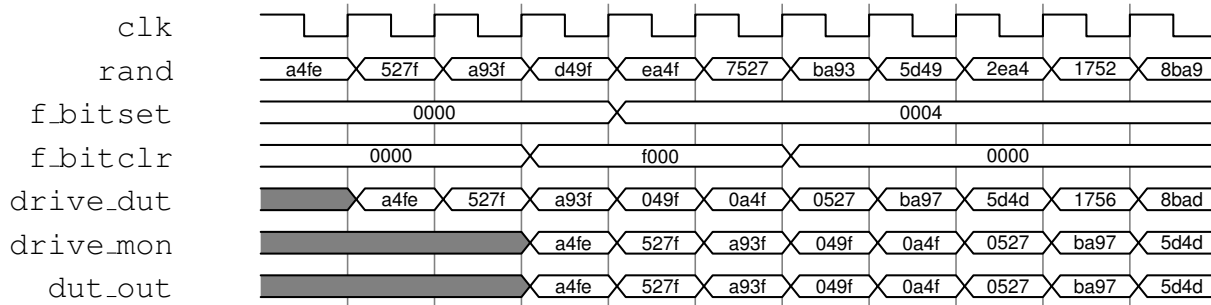 clk
rand a4fe 527f a93f d49f ea4f 7527 ba93 5d49 2ea4 1752 8ba9
f_bitset 0000 0004
f_bitclr 0000 f000 0000
drive_dut a4fe 527f a93f 049f 0a4f 0527 ba97 5d4d 1756 8bad
drive_mon a4fe 527f a93f 049f 0a4f 0527 ba97 5d4d
dut_out a4fe 527f a93f 049f 0a4f 0527 ba97 5d4d